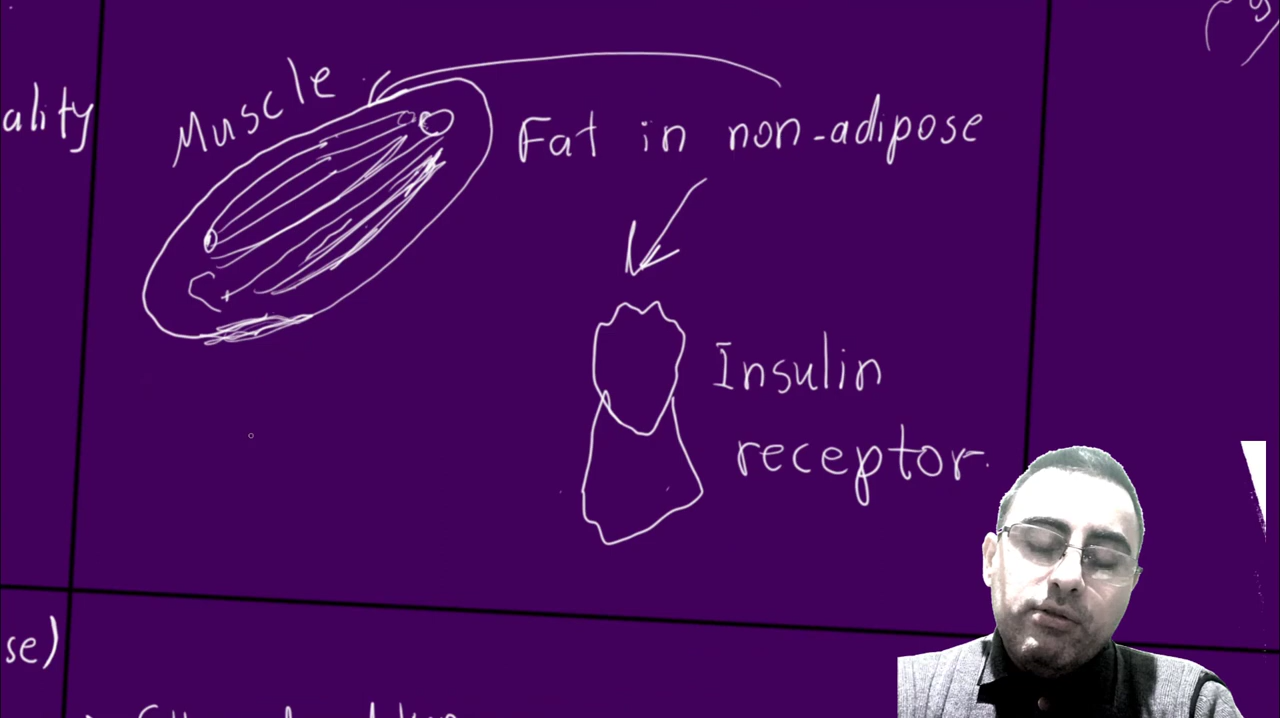 ality
Muscle
Fat in non-adipose
Insulin
receptor
se)